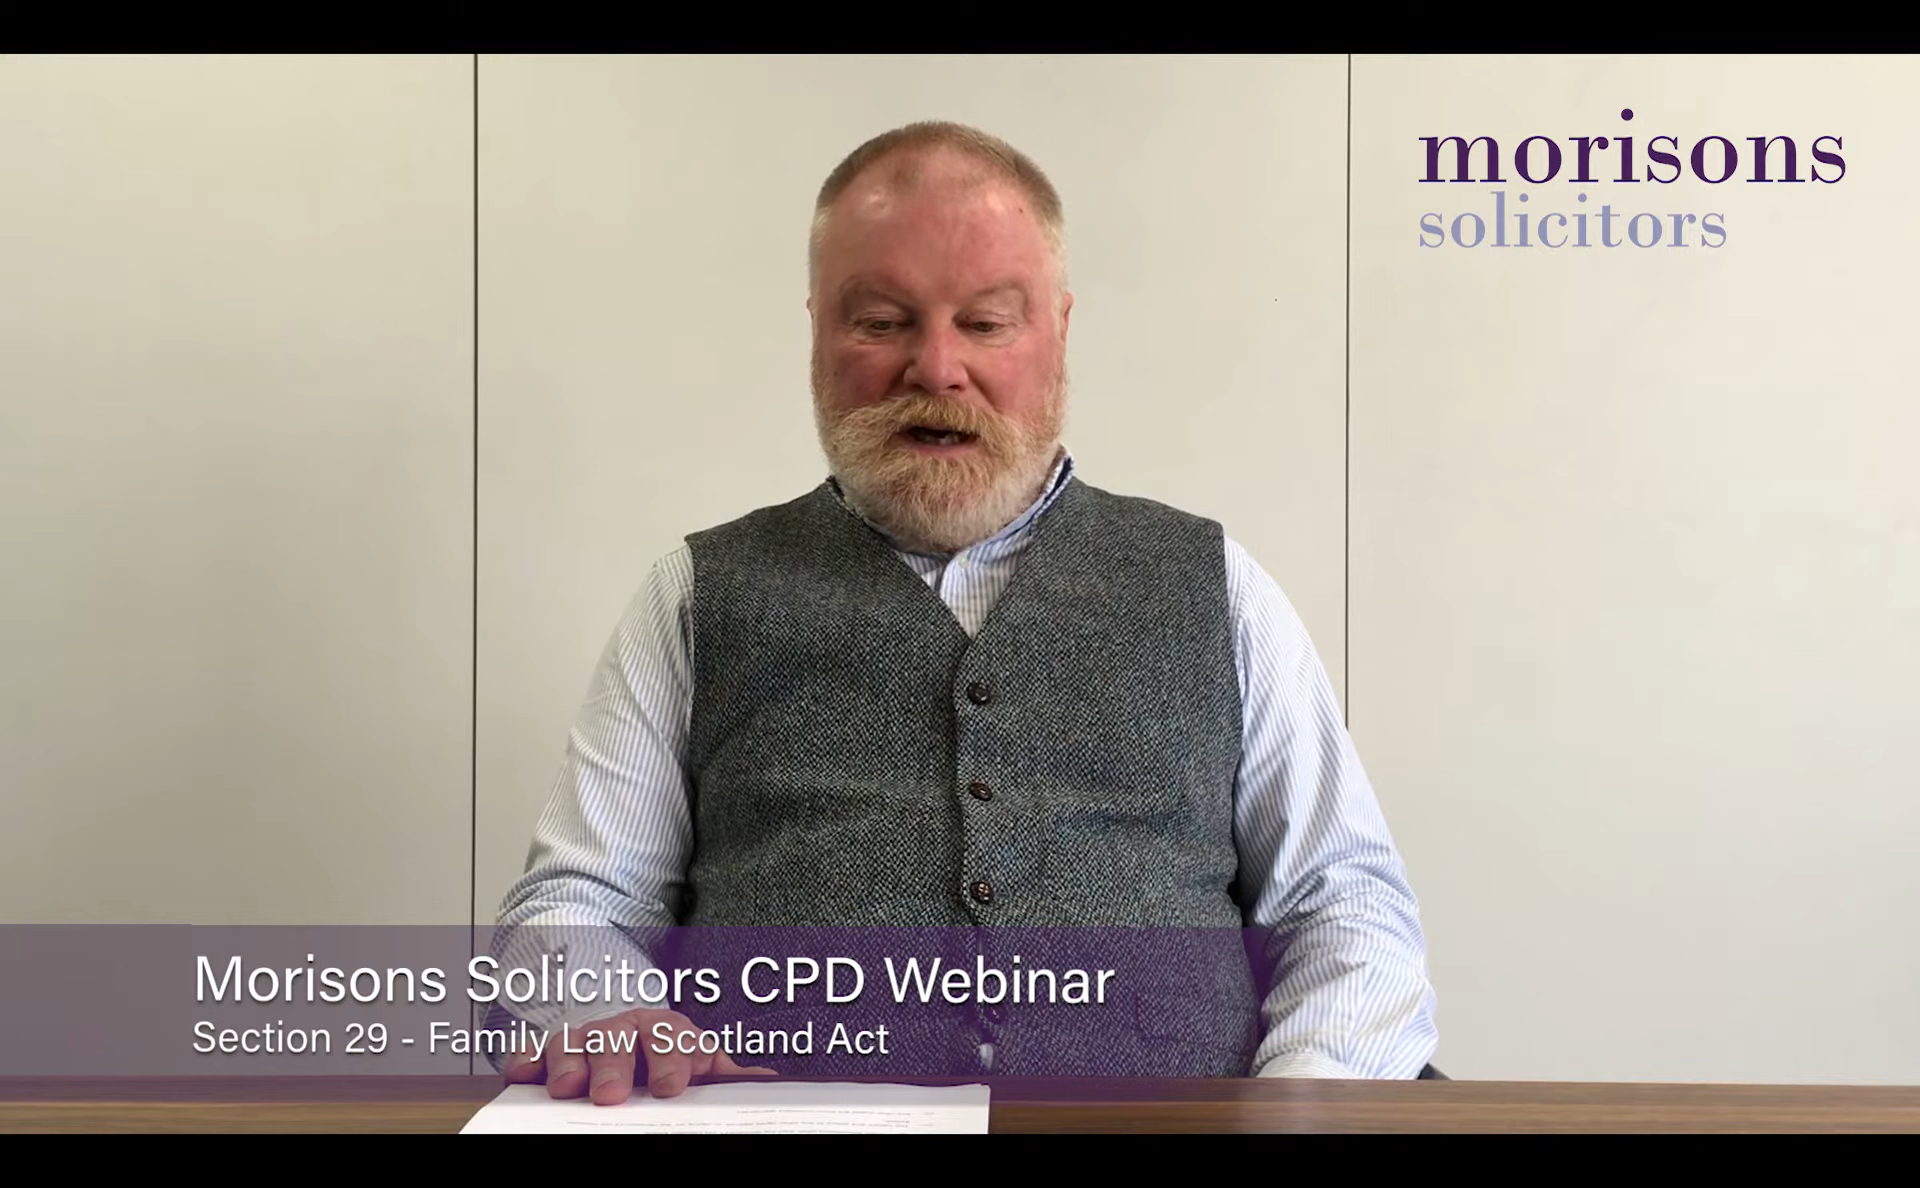 morisons
solicitors
Morisons Solicitors CPD Webinar
Section 29 - Family Law Scotland Act